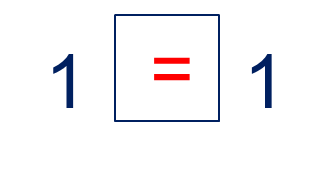 1 = 1